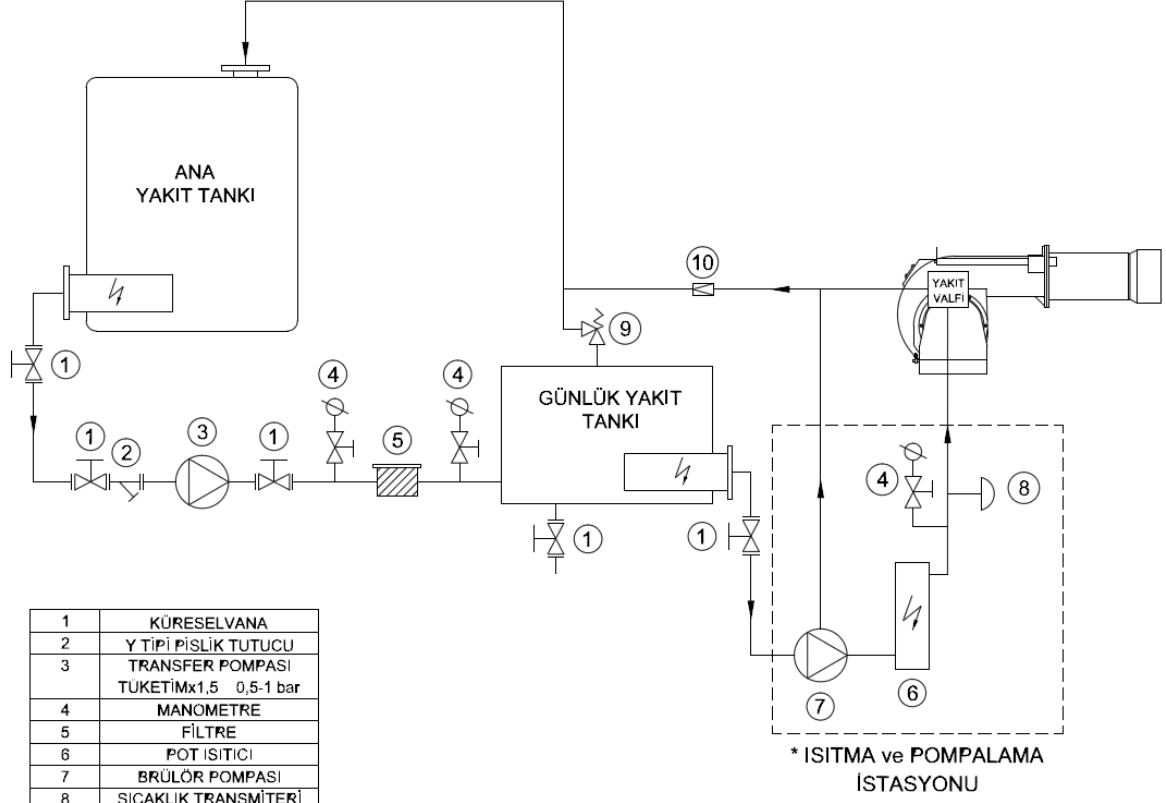 ANA
YAKIT TANKI
10
YAKIT
VALFİ
9
1
4
4
GÜNLÜK YAKIT
TANKI
1
2
3
1
5
4
8
1
1
7
6
* ISITMA ve POMPALAMA
İSTASYONU
1 KÜRESELVANA
2 Y TİPİ PİSLİK TUTUCU
3 TRANSFER POMPASI
TÜKETİMx1,5 0,5-1 bar
4 MANOMETRE
5 FİLTRE
6 POT ISITICI
7 BRÜLÖR POMPASI
8 SICAKLIK TRANSMİTERİ